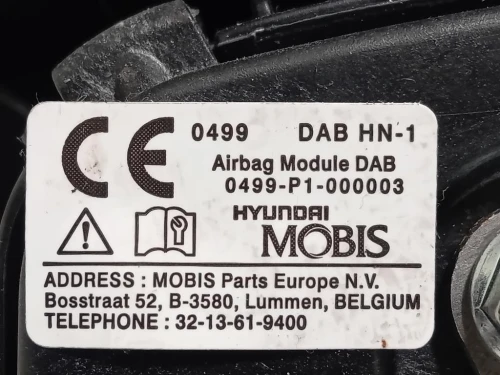 CE 0499 DAB HN-1
Airbag Module DAB
0499-P1-000003
HYUNDAI
MOBIS
ADDRESS : MOBIS Parts Europe N.V.
Bosstraat 52, B-3580, Lummen, BELGIUM
TELEPHONE : 32-13-61-9400